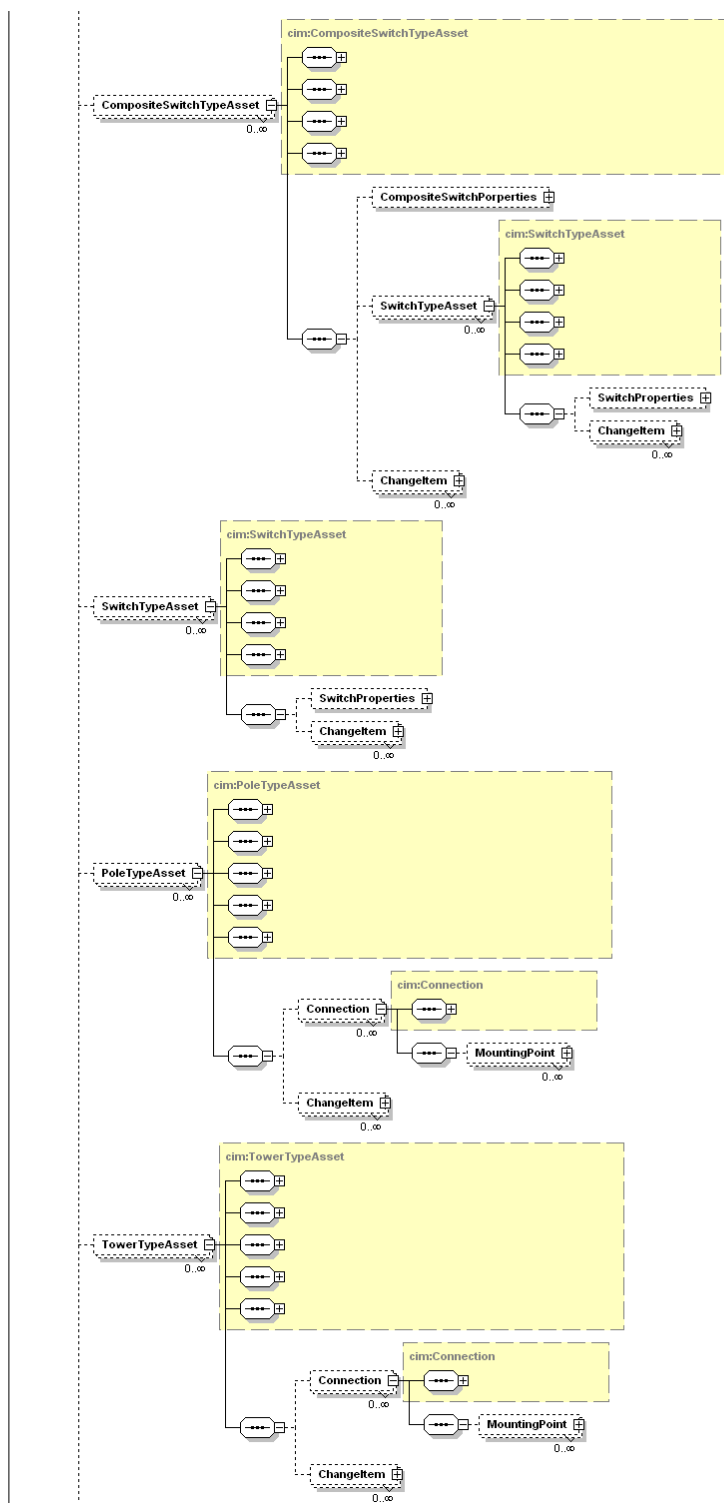 cim:CompositeSwitchTypeAsset
CompositeSwitchTypeAsset
0..∞
CompositeSwitchPorperties
cim:SwitchTypeAsset
SwitchTypeAsset
0..∞
SwitchProperties
ChangeItem
0..∞
ChangeItem
0..∞
cim:SwitchTypeAsset
SwitchTypeAsset
0..∞
SwitchProperties
ChangeItem
0..∞
cim:PoleTypeAsset
PoleTypeAsset
0..∞
cim:Connection
Connection
0..∞
MountingPoint
0..∞
ChangeItem
0..∞
cim:TowerTypeAsset
TowerTypeAsset
0..∞
cim:Connection
Connection
0..∞
MountingPoint
0..∞
ChangeItem
0..∞